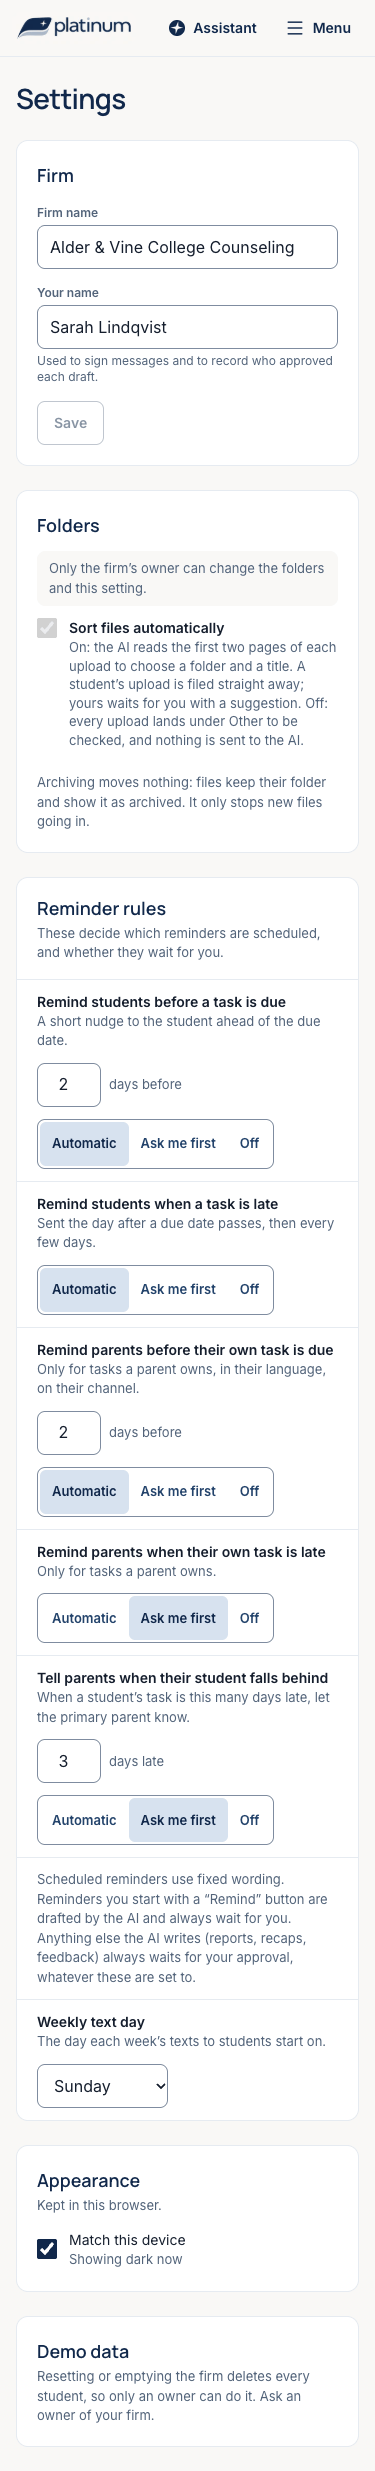 platinum
Assistant
Menu
Settings
Firm
Firm name
Alder & Vine College Counseling
Your name
Sarah Lindqvist
Used to sign messages and to record who approved
each draft.
Save
Folders
Only the firm’s owner can change the folders
and this setting.
Sort files automatically
On: the AI reads the first two pages of each
upload to choose a folder and a title. A
student’s upload is filed straight away;
yours waits for you with a suggestion. Off:
every upload lands under Other to be
checked, and nothing is sent to the AI.
Archiving moves nothing: files keep their folder
and show it as archived. It only stops new files
going in.
Reminder rules
These decide which reminders are scheduled,
and whether they wait for you.
Remind students before a task is due
A short nudge to the student ahead of the due
date.
2 days before
Automatic Ask me first Off
Remind students when a task is late
Sent the day after a due date passes, then every
few days.
Automatic Ask me first Off
Remind parents before their own task is due
Only for tasks a parent owns, in their language,
on their channel.
2 days before
Automatic Ask me first Off
Remind parents when their own task is late
Only for tasks a parent owns.
Automatic Ask me first Off
Tell parents when their student falls behind
When a student’s task is this many days late, let
the primary parent know.
3 days late
Automatic Ask me first Off
Scheduled reminders use fixed wording.
Reminders you start with a “Remind” button are
drafted by the AI and always wait for you.
Anything else the AI writes (reports, recaps,
feedback) always waits for your approval,
whatever these are set to.
Weekly text day
The day each week’s texts to students start on.
Sunday
Appearance
Kept in this browser.
Match this device
Showing dark now
Demo data
Resetting or emptying the firm deletes every
student, so only an owner can do it. Ask an
owner of your firm.